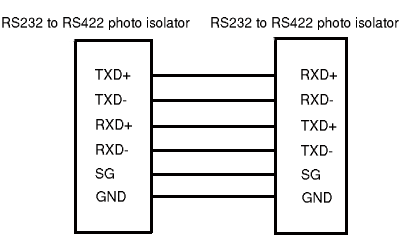 RS232 to RS422 photo isolator RS232 to RS422 photo isolator
TXD+ RXD+
TXD- RXD-
RXD+ TXD+
RXD- TXD-
SG SG
GND GND